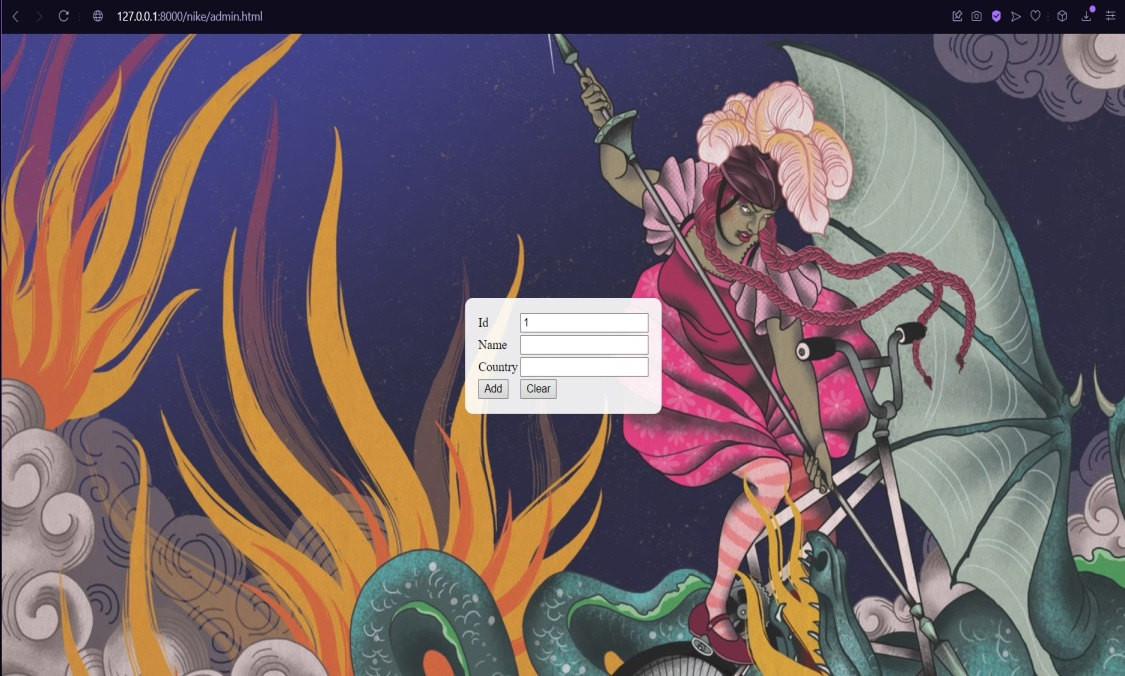 127.0.0.1:8000/nike/admin.html
Id 1
Name
Country
Add Clear